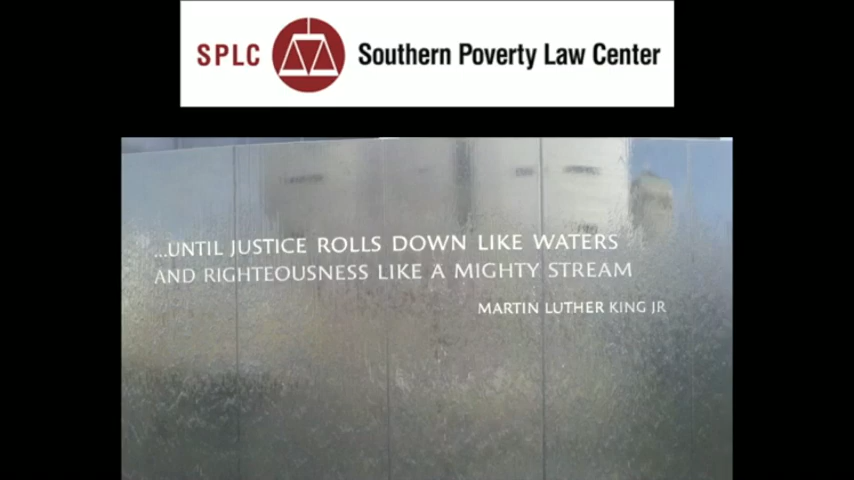 SPLC Southern Poverty Law Center
...UNTIL JUSTICE ROLLS DOWN LIKE WATERS
AND RIGHTEOUSNESS LIKE A MIGHTY STREAM
MARTIN LUTHER KING JR